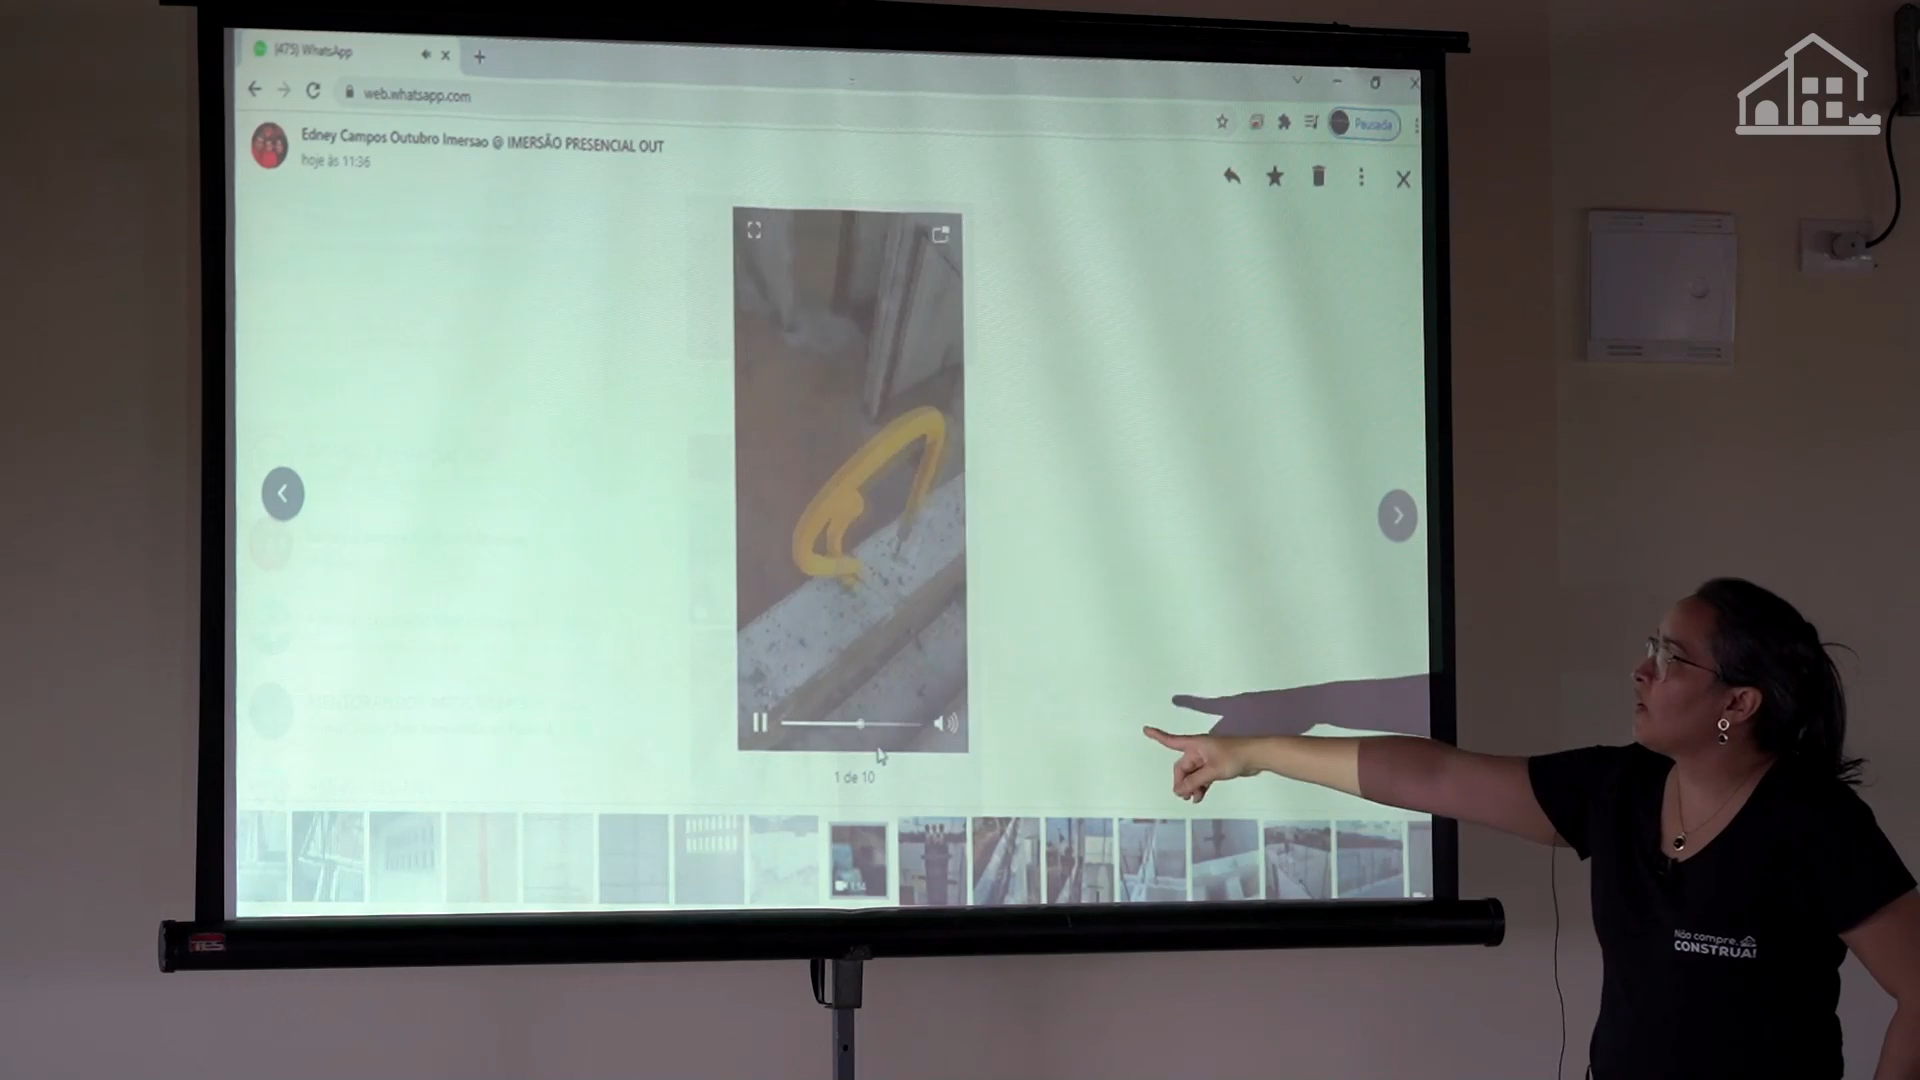 (475) WhatsApp
web.whatsapp.com
Pausada
Edney Campos Outubro Imersao @ IMERSÃO PRESENCIAL OUT
hoje às 11:36
1 de 10
TES
Não compre,
CONSTRUA!